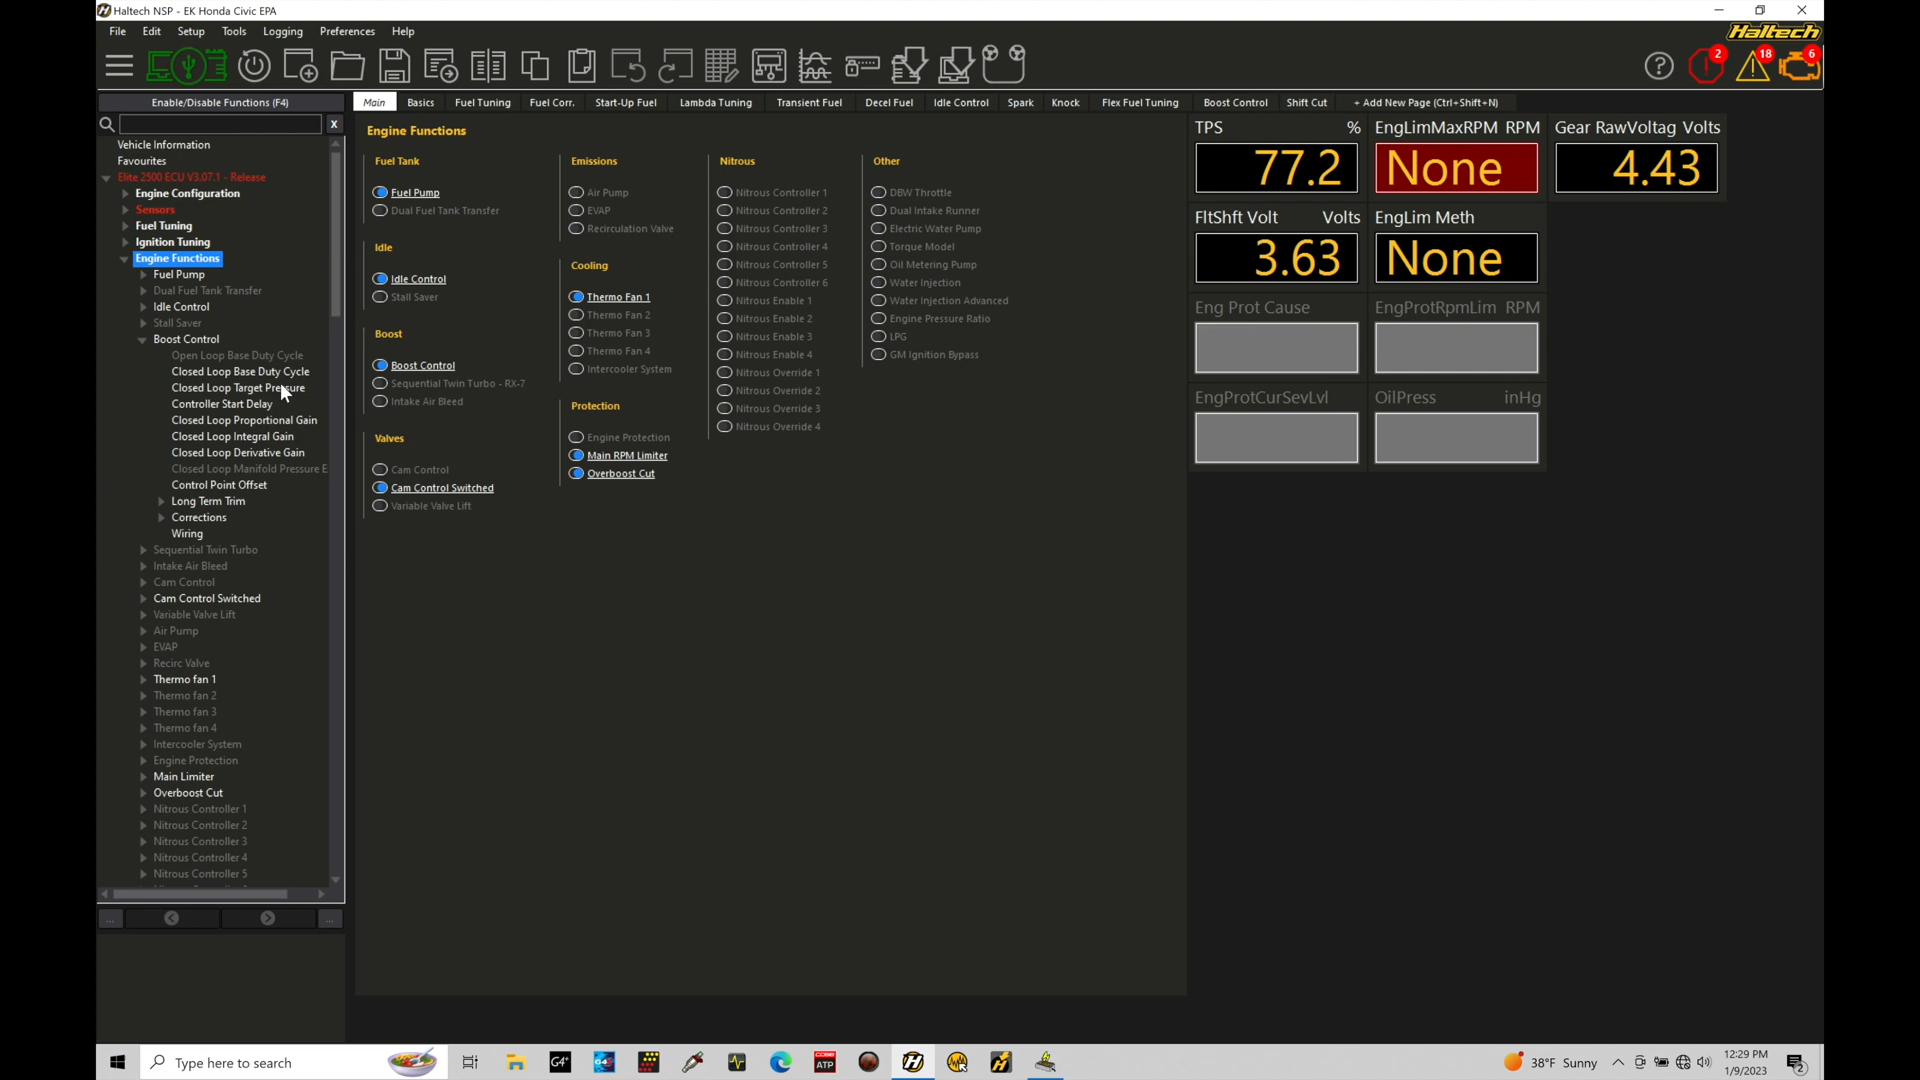 Haltech NSP - EK Honda Civic EPA
File Edit Setup Tools Logging Preferences Help
Haltech
2 18 6
Enable/Disable Functions (F4)
Main Basics Fuel Tuning Fuel Corr. Start-Up Fuel Lambda Tuning Transient Fuel Decel Fuel Idle Control Spark Knock Flex Fuel Tuning Boost Control Shift Cut + Add New Page (Ctrl+Shift+N)
X
Vehicle Information
Favourites
Elite 2500 ECU V3.07.1 - Release
Engine Configuration
Sensors
Fuel Tuning
Ignition Tuning
Engine Functions
Fuel Pump
Dual Fuel Tank Transfer
Idle Control
Stall Saver
Boost Control
Open Loop Base Duty Cycle
Closed Loop Base Duty Cycle
Closed Loop Target Pressure
Controller Start Delay
Closed Loop Proportional Gain
Closed Loop Integral Gain
Closed Loop Derivative Gain
Closed Loop Manifold Pressure E
Control Point Offset
Long Term Trim
Corrections
Wiring
Sequential Twin Turbo
Intake Air Bleed
Cam Control
Cam Control Switched
Variable Valve Lift
Air Pump
EVAP
Recirc Valve
Thermo fan 1
Thermo fan 2
Thermo fan 3
Thermo fan 4
Intercooler System
Engine Protection
Main Limiter
Overboost Cut
Nitrous Controller 1
Nitrous Controller 2
Nitrous Controller 3
Nitrous Controller 4
Nitrous Controller 5
... ...
Engine Functions
Fuel Tank
Fuel Pump
Dual Fuel Tank Transfer
Idle
Idle Control
Stall Saver
Boost
Boost Control
Sequential Twin Turbo - RX-7
Intake Air Bleed
Valves
Cam Control
Cam Control Switched
Variable Valve Lift
Emissions
Air Pump
EVAP
Recirculation Valve
Cooling
Thermo Fan 1
Thermo Fan 2
Thermo Fan 3
Thermo Fan 4
Intercooler System
Protection
Engine Protection
Main RPM Limiter
Overboost Cut
Nitrous
Nitrous Controller 1
Nitrous Controller 2
Nitrous Controller 3
Nitrous Controller 4
Nitrous Controller 5
Nitrous Controller 6
Nitrous Enable 1
Nitrous Enable 2
Nitrous Enable 3
Nitrous Enable 4
Nitrous Override 1
Nitrous Override 2
Nitrous Override 3
Nitrous Override 4
Other
DBW Throttle
Dual Intake Runner
Electric Water Pump
Torque Model
Oil Metering Pump
Water Injection
Water Injection Advanced
Engine Pressure Ratio
LPG
GM Ignition Bypass
TPS %
77.2
EngLimMaxRPM RPM
None
Gear RawVoltag Volts
4.43
FltShft Volt Volts
3.63
EngLim Meth
None
Eng Prot Cause
EngProtRpmLim RPM
EngProtCurSevLvl
OilPress inHg
Type here to search
G4+
COBB
ATP
38°F Sunny
12:29 PM
1/9/2023
2